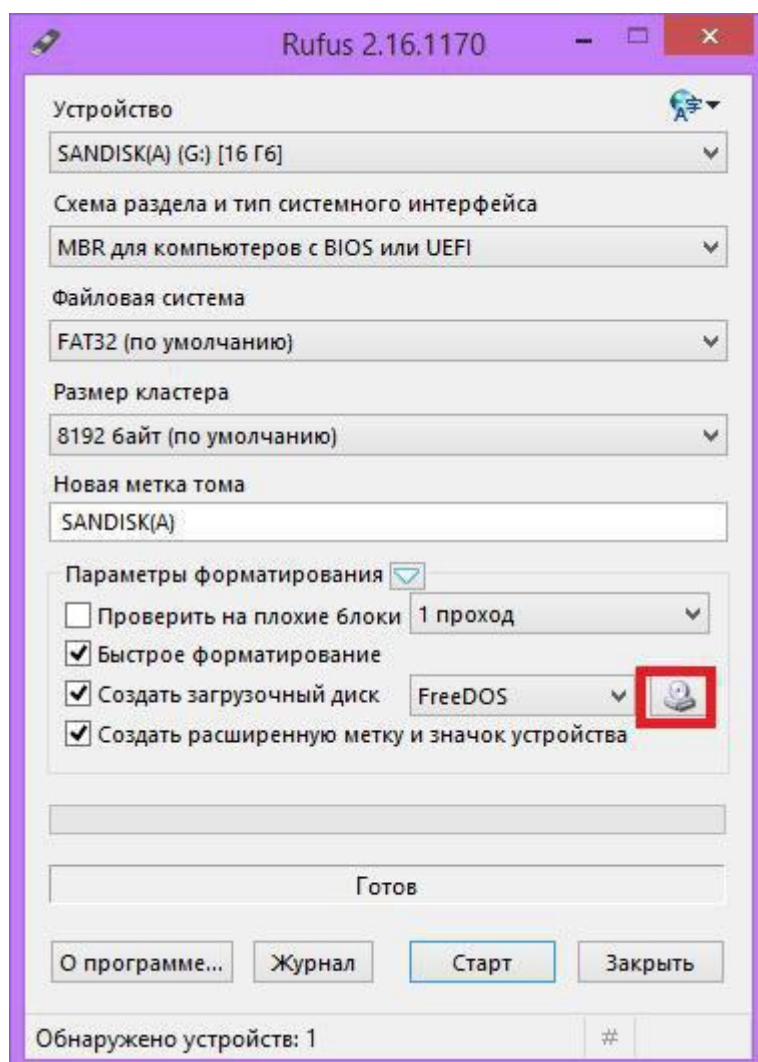 Rufus 2.16.1170
Устройство
SANDISK(A) (G:) [16 Гб]
Схема раздела и тип системного интерфейса
MBR для компьютеров с BIOS или UEFI
Файловая система
FAT32 (по умолчанию)
Размер кластера
8192 байт (по умолчанию)
Новая метка тома
SANDISK(A)
Параметры форматирования
Проверить на плохие блоки 1 проход
Быстрое форматирование
Создать загрузочный диск FreeDOS
Создать расширенную метку и значок устройства
Готов
О программе... Журнал Старт Закрыть
Обнаружено устройств: 1 #